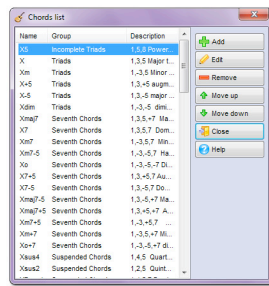 Chords list
Name Group Description
X5 Incomplete Triads 1,5,8 Power...
X Triads 1,3,5 Major t...
Xm Triads 1,-3,5 Minor ...
X+5 Triads 1,3,+5 augm...
X-5 Triads 1,3,-5 major ...
Xdim Triads 1,-3,-5 dimi...
Xmaj7 Seventh Chords 1,3,5,+7 Ma...
X7 Seventh Chords 1,3,5,7 Dom...
Xm7 Seventh Chords 1,-3,5,7 Min...
Xm7-5 Seventh Chords 1,-3,-5,7 Ha...
Xo Seventh Chords 1,-3,-5,-7 Di...
X7+5 Seventh Chords 1,3,+5,7 Au...
X7-5 Seventh Chords 1,3,-5,7 Do...
Xmaj7-5 Seventh Chords 1,3,-5,+7 Ma...
Xmaj7+5 Seventh Chords 1,3,+5,+7 A...
Xm7+5 Seventh Chords 1,-3,+5,7 ...
Xm+7 Seventh Chords 1,-3,5,+7 Mi...
Xo+7 Seventh Chords 1,-3,-5,+7 di...
Xsus4 Suspended Chords 1,4,5 Quart...
Xsus2 Suspended Chords 1,2,5 Quint...
Add
Edit
Remove
Move up
Move down
Close
Help